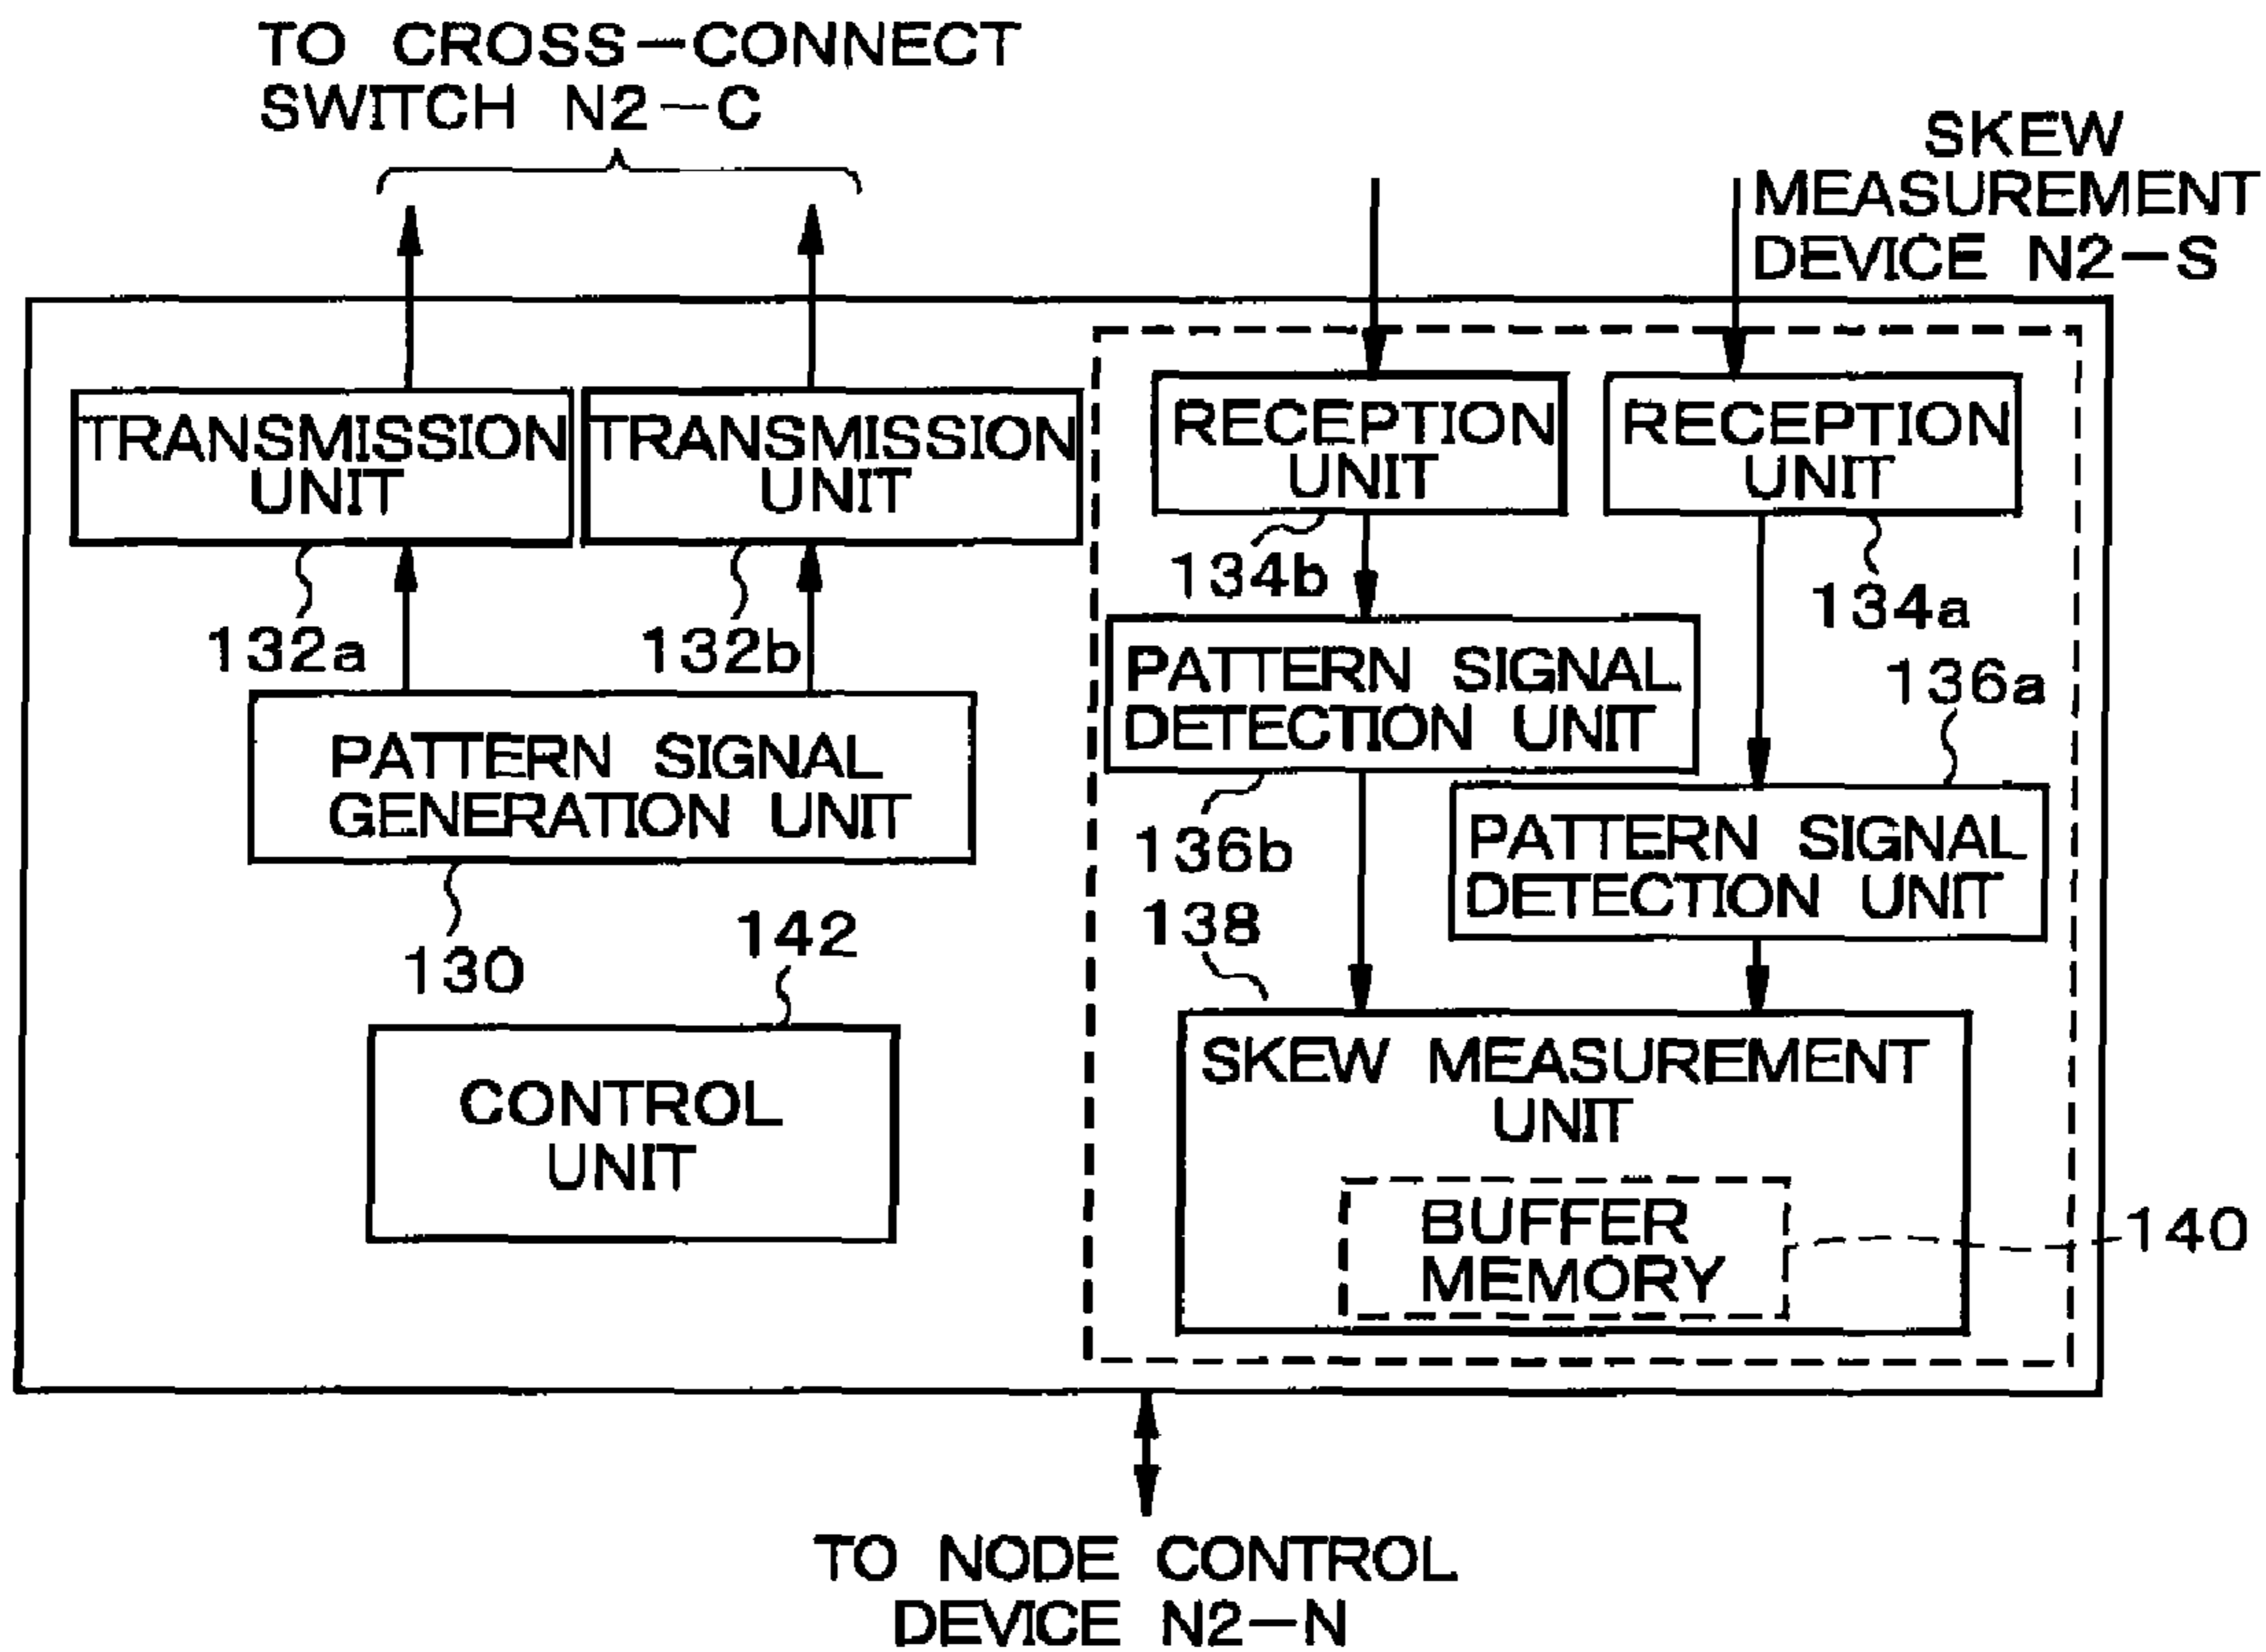 TO CROSS-CONNECT
SWITCH N2-C
SKEW
MEASUREMENT
DEVICE N2-S
TRANSMISSION
UNIT
TRANSMISSION
UNIT
RECEPTION
UNIT
RECEPTION
UNIT
132a
132b
134b
134a
PATTERN SIGNAL
GENERATION UNIT
130
PATTERN SIGNAL
DETECTION UNIT
136b
136a
PATTERN SIGNAL
DETECTION UNIT
142
CONTROL
UNIT
138
SKEW MEASUREMENT
UNIT
BUFFER
MEMORY
140
TO NODE CONTROL
DEVICE N2-N